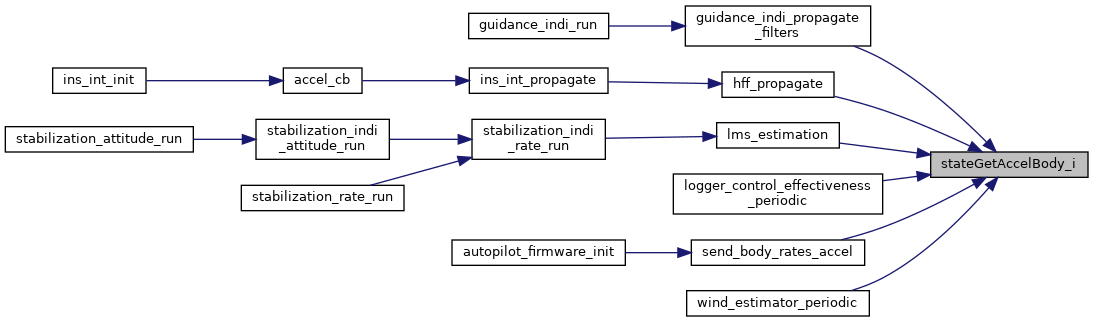 guidance_indi_run
guidance_indi_propagate
_filters
ins_int_init
accel_cb
ins_int_propagate
hff_propagate
stabilization_attitude_run
stabilization_indi
_attitude_run
stabilization_indi
_rate_run
lms_estimation
stateGetAccelBody_i
stabilization_rate_run
logger_control_effectiveness
_periodic
autopilot_firmware_init
send_body_rates_accel
wind_estimator_periodic